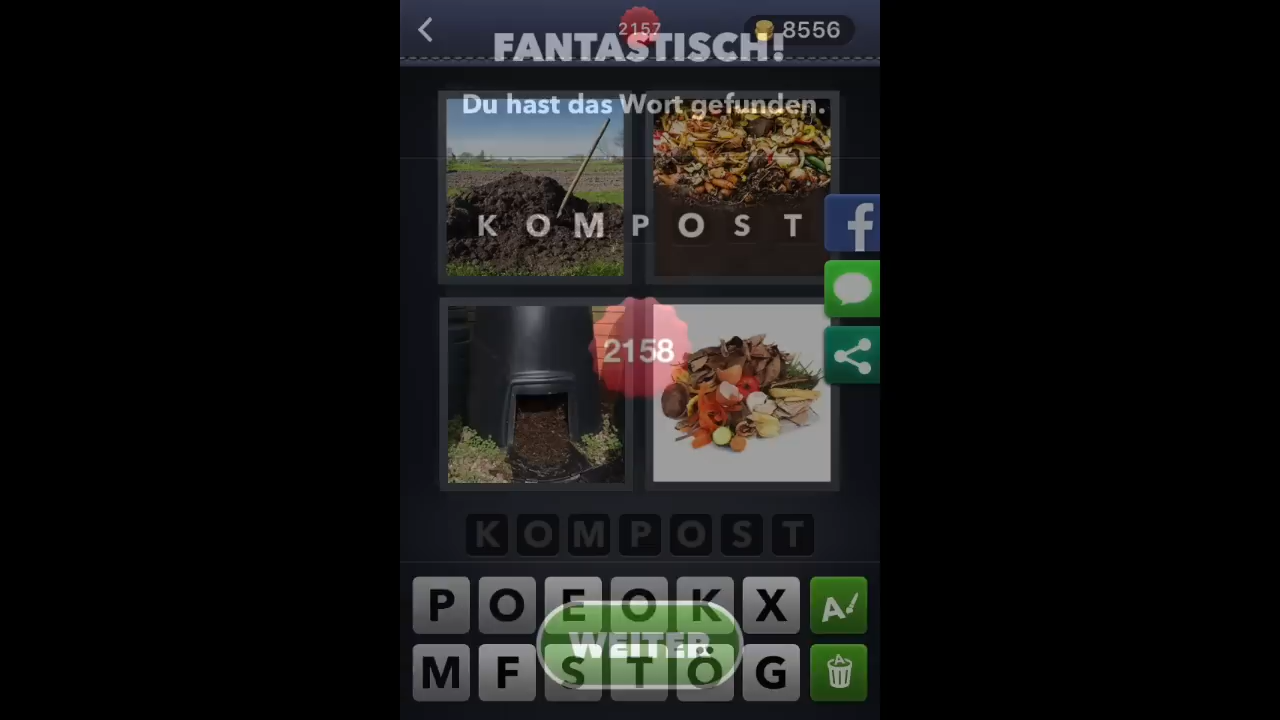 2157
8556
FANTASTISCH!
Du hast das Wort gefunden.
K O M P O S T
2158
K O M P O S T
P O E O K X A
WEITER
M F S T Ö G